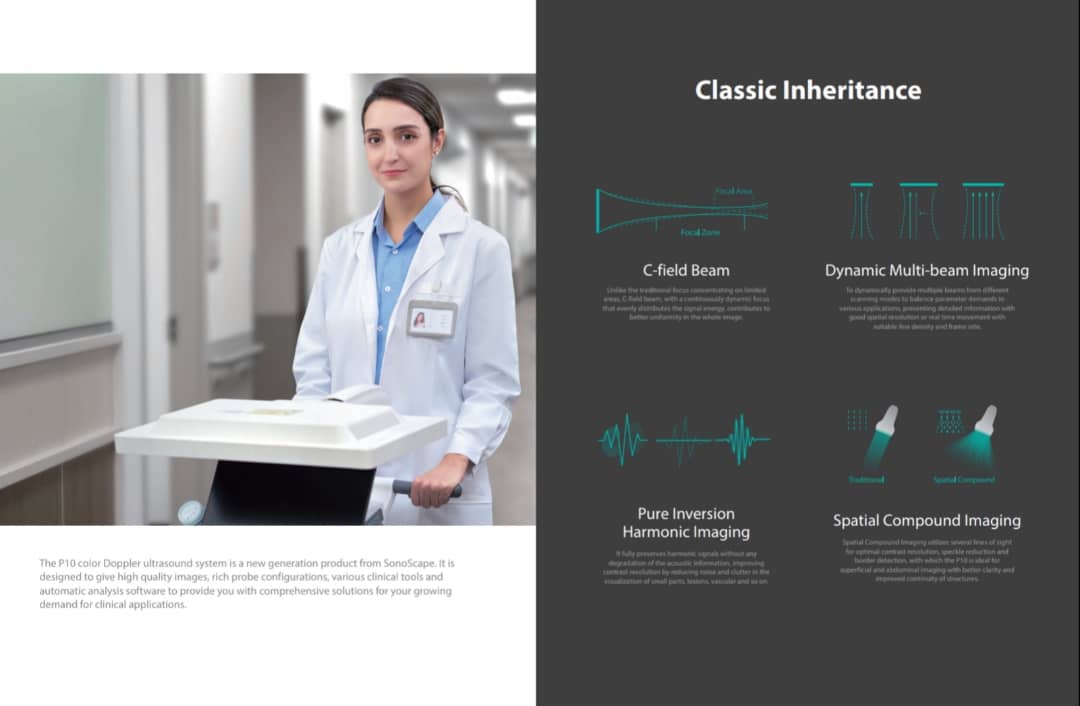 The P10 color Doppler ultrasound system is a new generation product from SonoScape. It is
designed to give high quality images, rich probe configurations, various clinical tools and
automatic analysis software to provide you with comprehensive solutions for your growing
demand for clinical applications.
Classic Inheritance
Focal Area
Focal Zone
C-field Beam
Unlike the traditional focus concentrating on limited
areas, C-field beam, with a continuously dynamic focus
that evenly distributes the signal energy, contributes to
better uniformity in the whole image.
Dynamic Multi-beam Imaging
To dynamically provide multiple beams from different
scanning modes to balance parameter demands in
various applications, presenting detailed information with
good spatial resolution or real time movement with
suitable line density and frame rate.
Pure Inversion
Harmonic Imaging
It fully preserves harmonic signals without any
degradation of the acoustic information, improving
contrast resolution by reducing noise and clutter in the
visualization of small parts, lesions, vascular and so on.
Traditional
Spatial Compound
Spatial Compound Imaging
Spatial Compound Imaging utilizes several lines of sight
for optimal contrast resolution, speckle reduction and
border detection, with which the P10 is ideal for
superficial and abdominal imaging with better clarity and
improved continuity of structures.